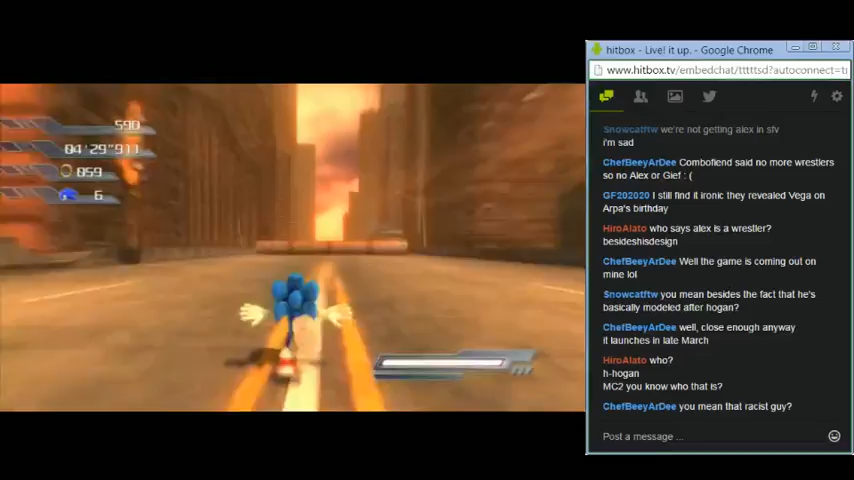 590
04'29"911
059
6
hitbox - Live! it up. - Google Chrome
www.hitbox.tv/embedchat/tttttsd?autoconnect=tr
$nowcatftw we're not getting alex in sfv
i'm sad
ChefBeeyArDee Combofiend said no more wrestlers
so no Alex or Gief : (
GF202020 I still find it ironic they revealed Vega on
Arpa's birthday
HiroAlato who says alex is a wrestler?
besideshisdesign
ChefBeeyArDee Well the game is coming out on
mine lol
$nowcatftw you mean besides the fact that he's
basically modeled after hogan?
ChefBeeyArDee well, close enough anyway
it launches in late March
HiroAlato who?
h-hogan
MC2 you know who that is?
ChefBeeyArDee you mean that racist guy?
Post a message ...